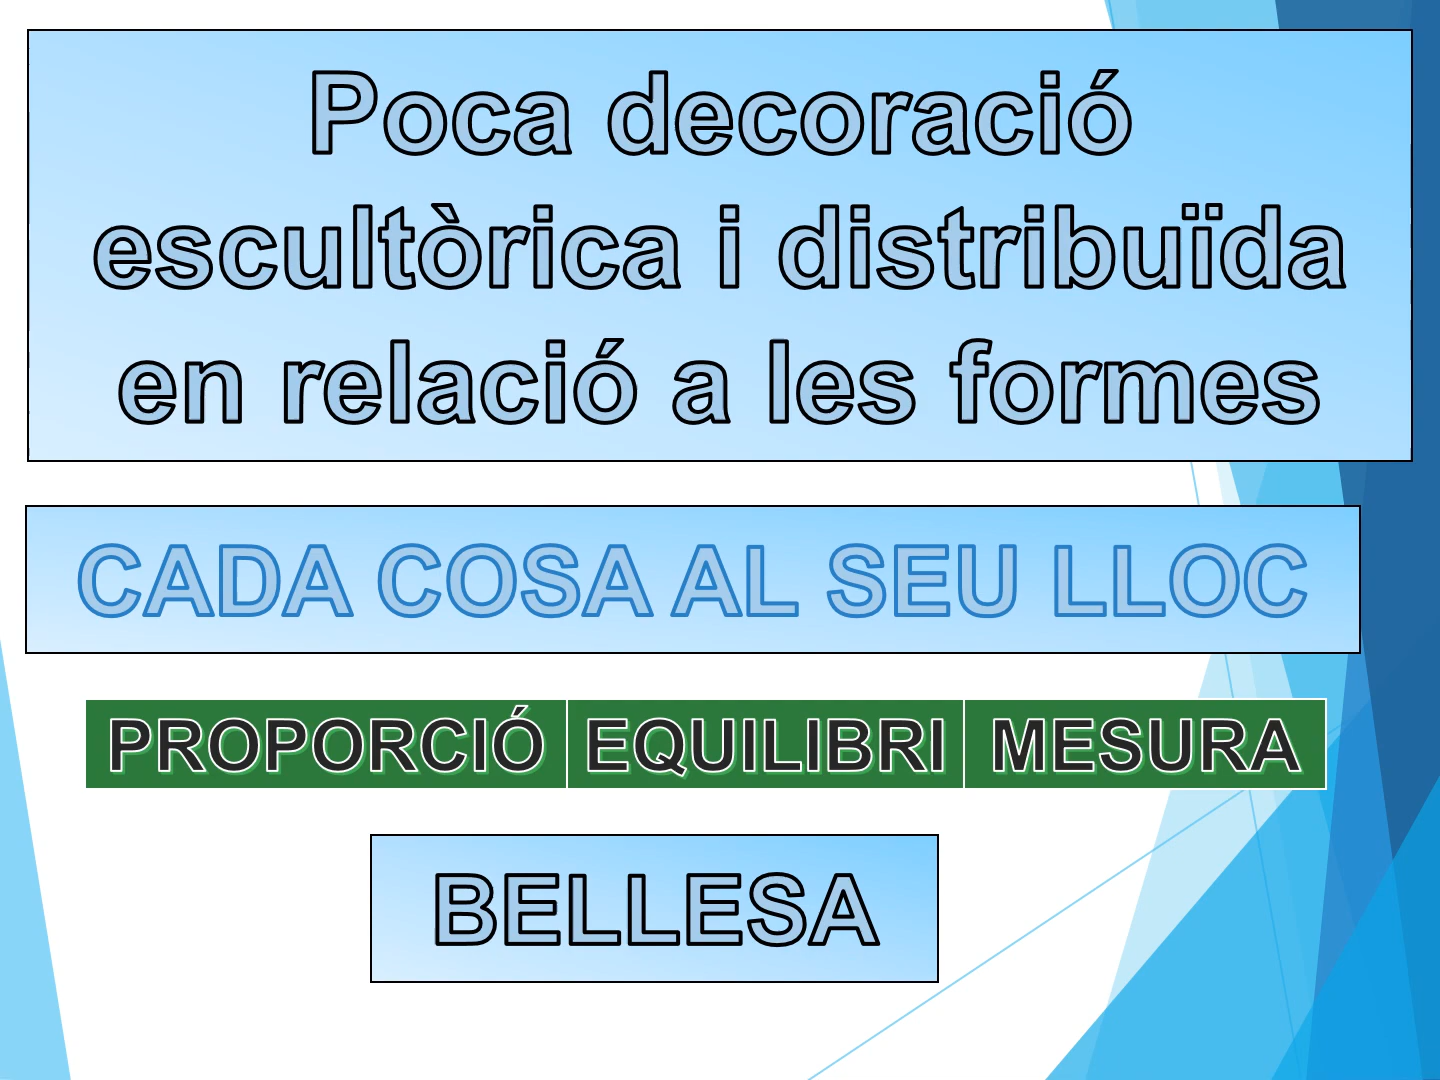 Poca decoració
escultòrica i distribuïda
en relació a les formes
CADA COSA AL SEU LLOC
PROPORCIÓ EQUILIBRI MESURA
BELLESA